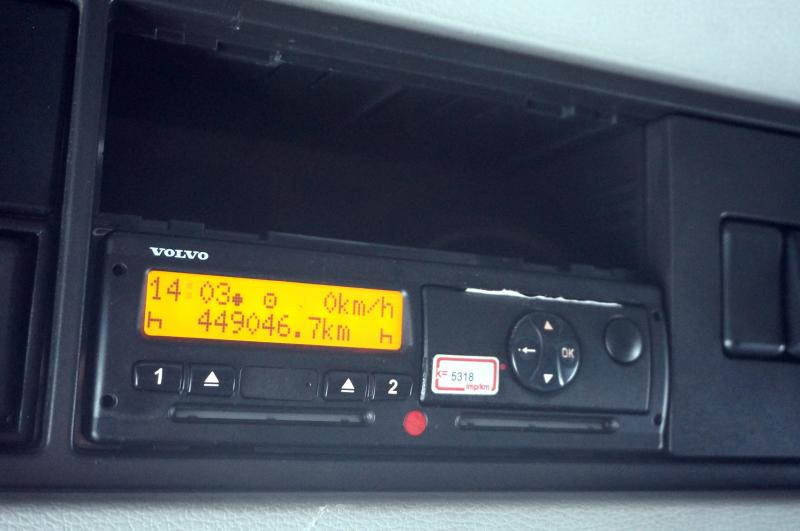 VOLVO
14:03 0km/h
449046.7km
1 2
OK
k= 5318
imp/km